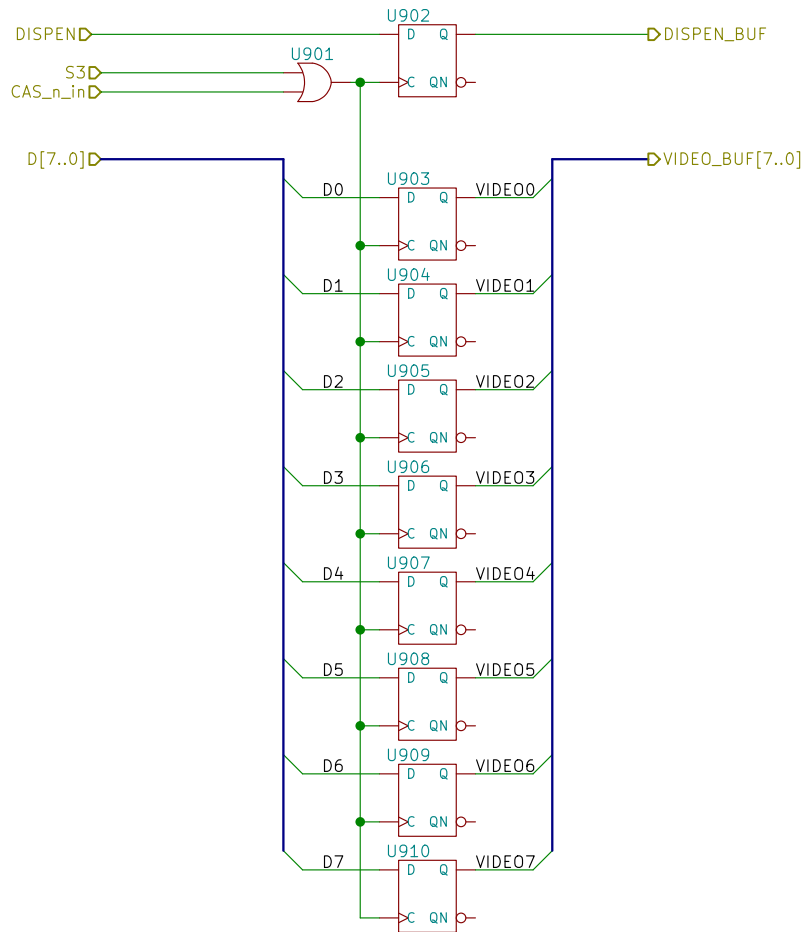 U902
DISPEN D Q DISPEN_BUF
U901
S3
CAS_n_in C QN
D[7..0] VIDEO_BUF[7..0]
U903
D0 D Q VIDEO0
C QN
U904
D1 D Q VIDEO1
C QN
U905
D2 D Q VIDEO2
C QN
U906
D3 D Q VIDEO3
C QN
U907
D4 D Q VIDEO4
C QN
U908
D5 D Q VIDEO5
C QN
U909
D6 D Q VIDEO6
C QN
U910
D7 D Q VIDEO7
C QN